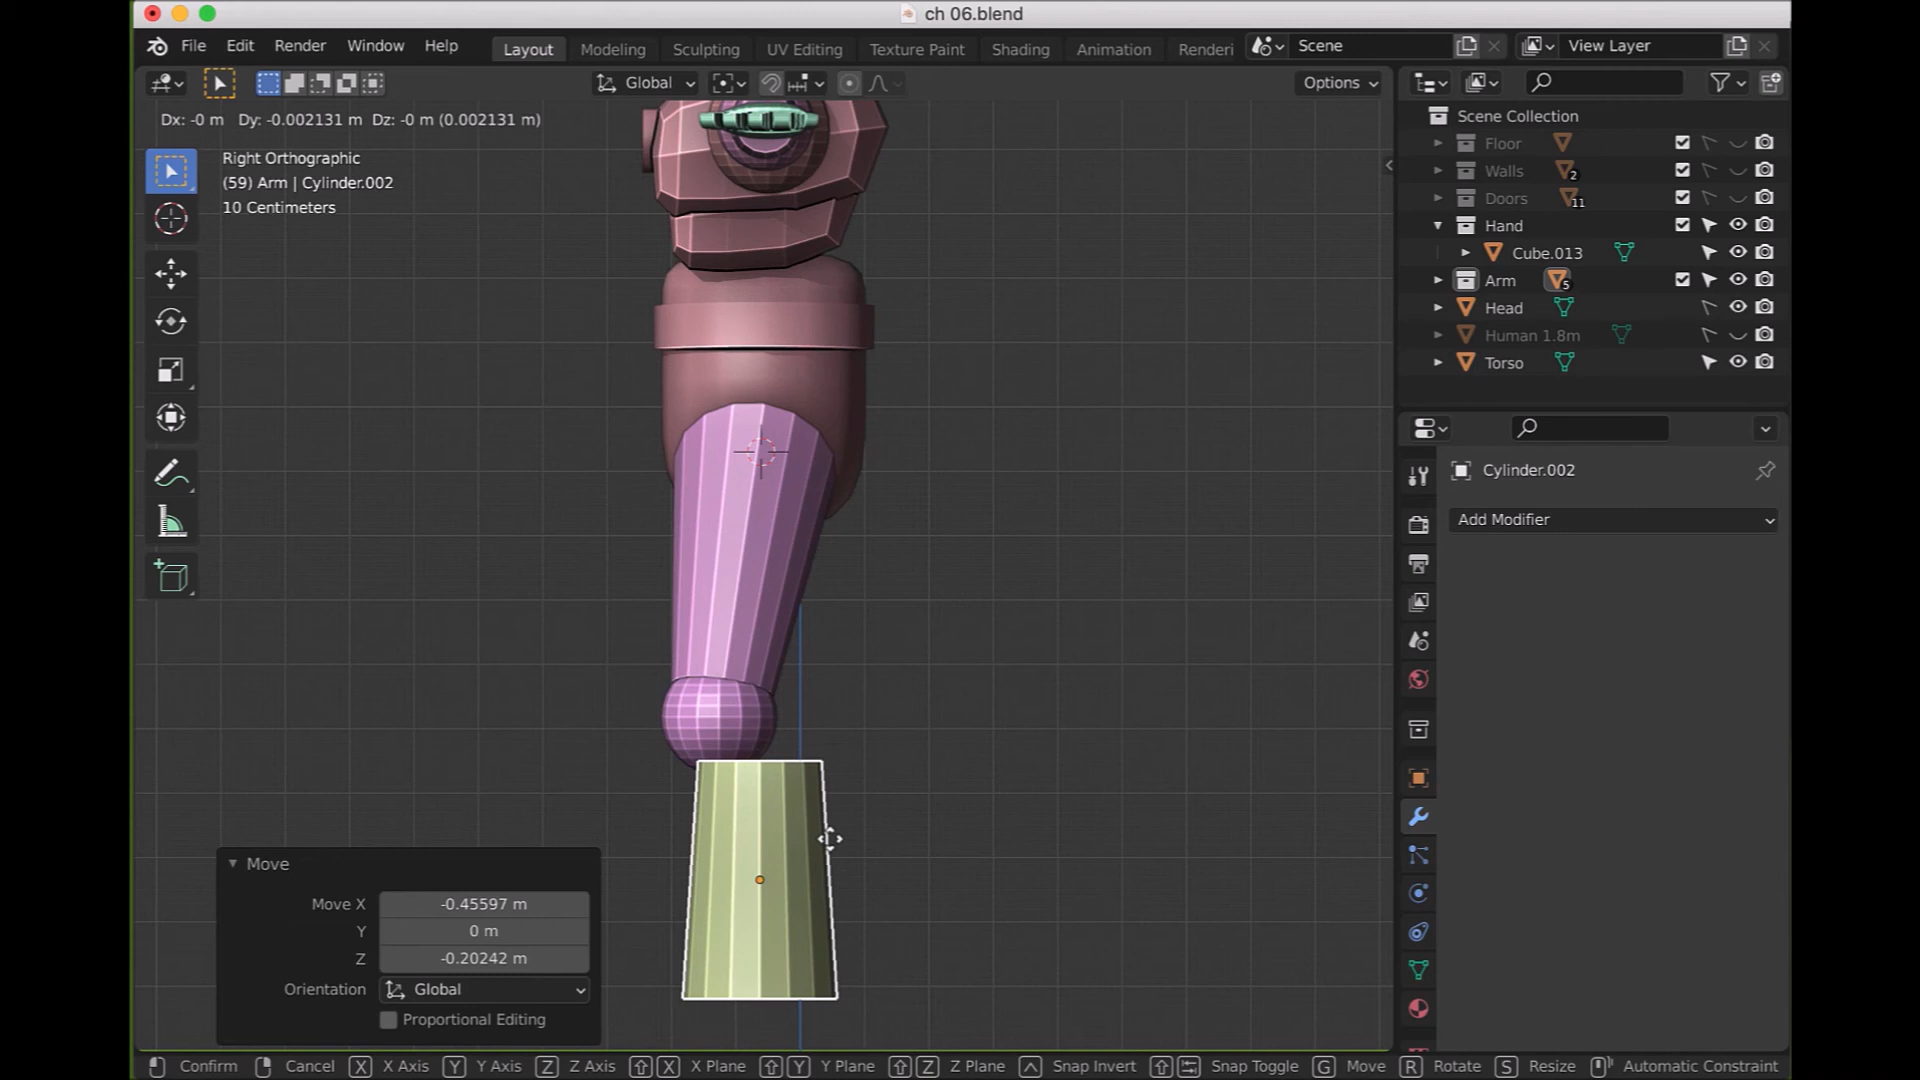 ch 06.blend
File Edit Render Window Help Layout Modeling Sculpting UV Editing Texture Paint Shading Animation Renderi Scene View Layer
Global Options
Dx: -0 m Dy: -0.002131 m Dz: -0 m (0.002131 m)
Right Orthographic
(59) Arm | Cylinder.002
10 Centimeters
Scene Collection
Floor
Walls 2
Doors 11
Hand
Cube.013
Arm 5
Head
Human 1.8m
Torso
Cylinder.002
Add Modifier
Move
Move X -0.45597 m
Y 0 m
Z -0.20242 m
Orientation Global
Proportional Editing
Confirm Cancel X X Axis Y Y Axis Z Z Axis X X Plane Y Y Plane Z Z Plane Snap Invert Snap Toggle G Move R Rotate S Resize Automatic Constraint